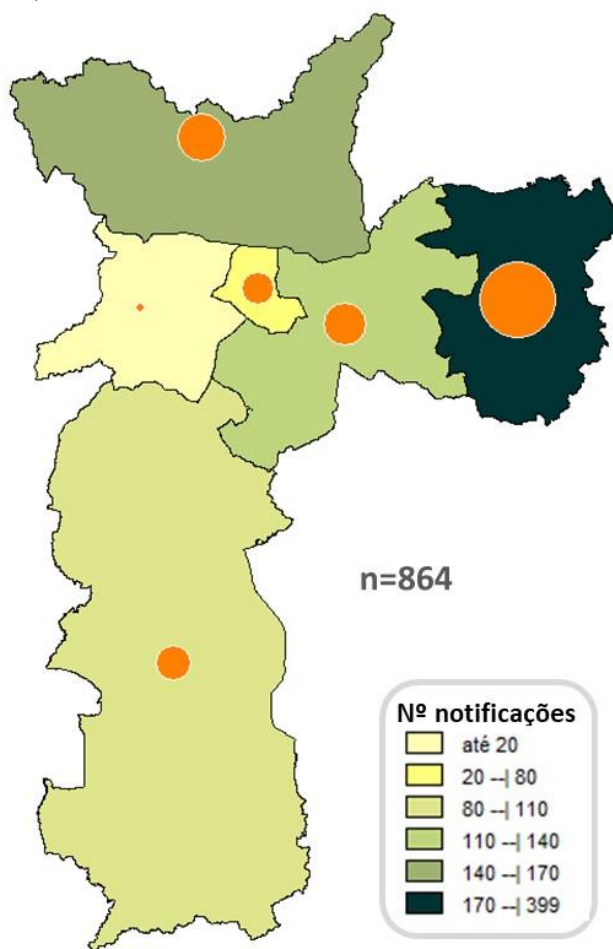 n=864
Nº notificações
até 20
20 --| 80
80 --| 110
110 --| 140
140 --| 170
170 --| 399